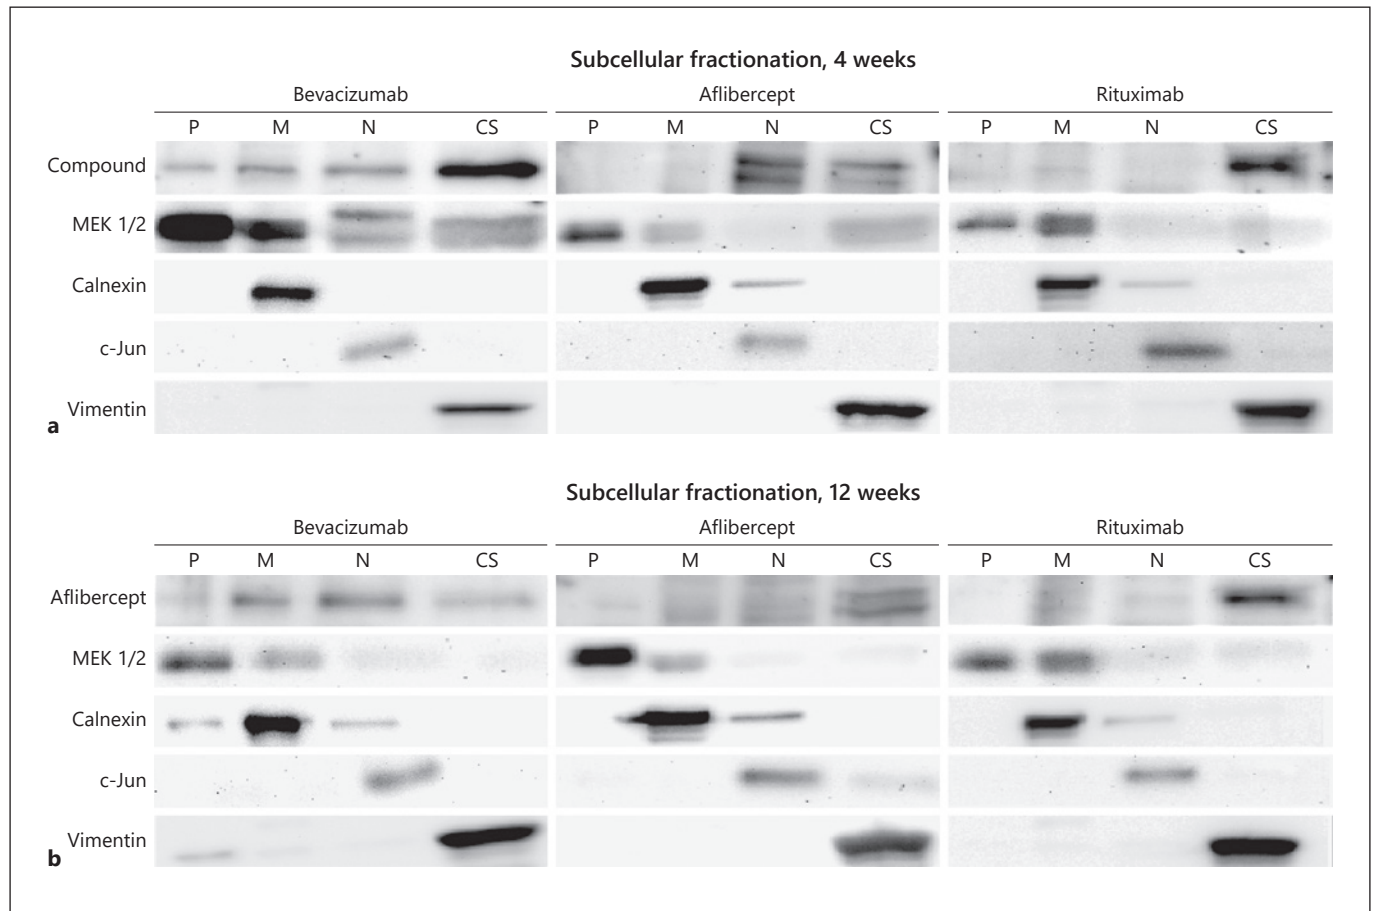 Subcellular fractionation, 4 weeks
Bevacizumab Aflibercept Rituximab
P M N CS P M N CS P M N CS
Compound
MEK 1/2
Calnexin
c-Jun
Vimentin
a
Subcellular fractionation, 12 weeks
Bevacizumab Aflibercept Rituximab
P M N CS P M N CS P M N CS
Aflibercept
MEK 1/2
Calnexin
c-Jun
Vimentin
b